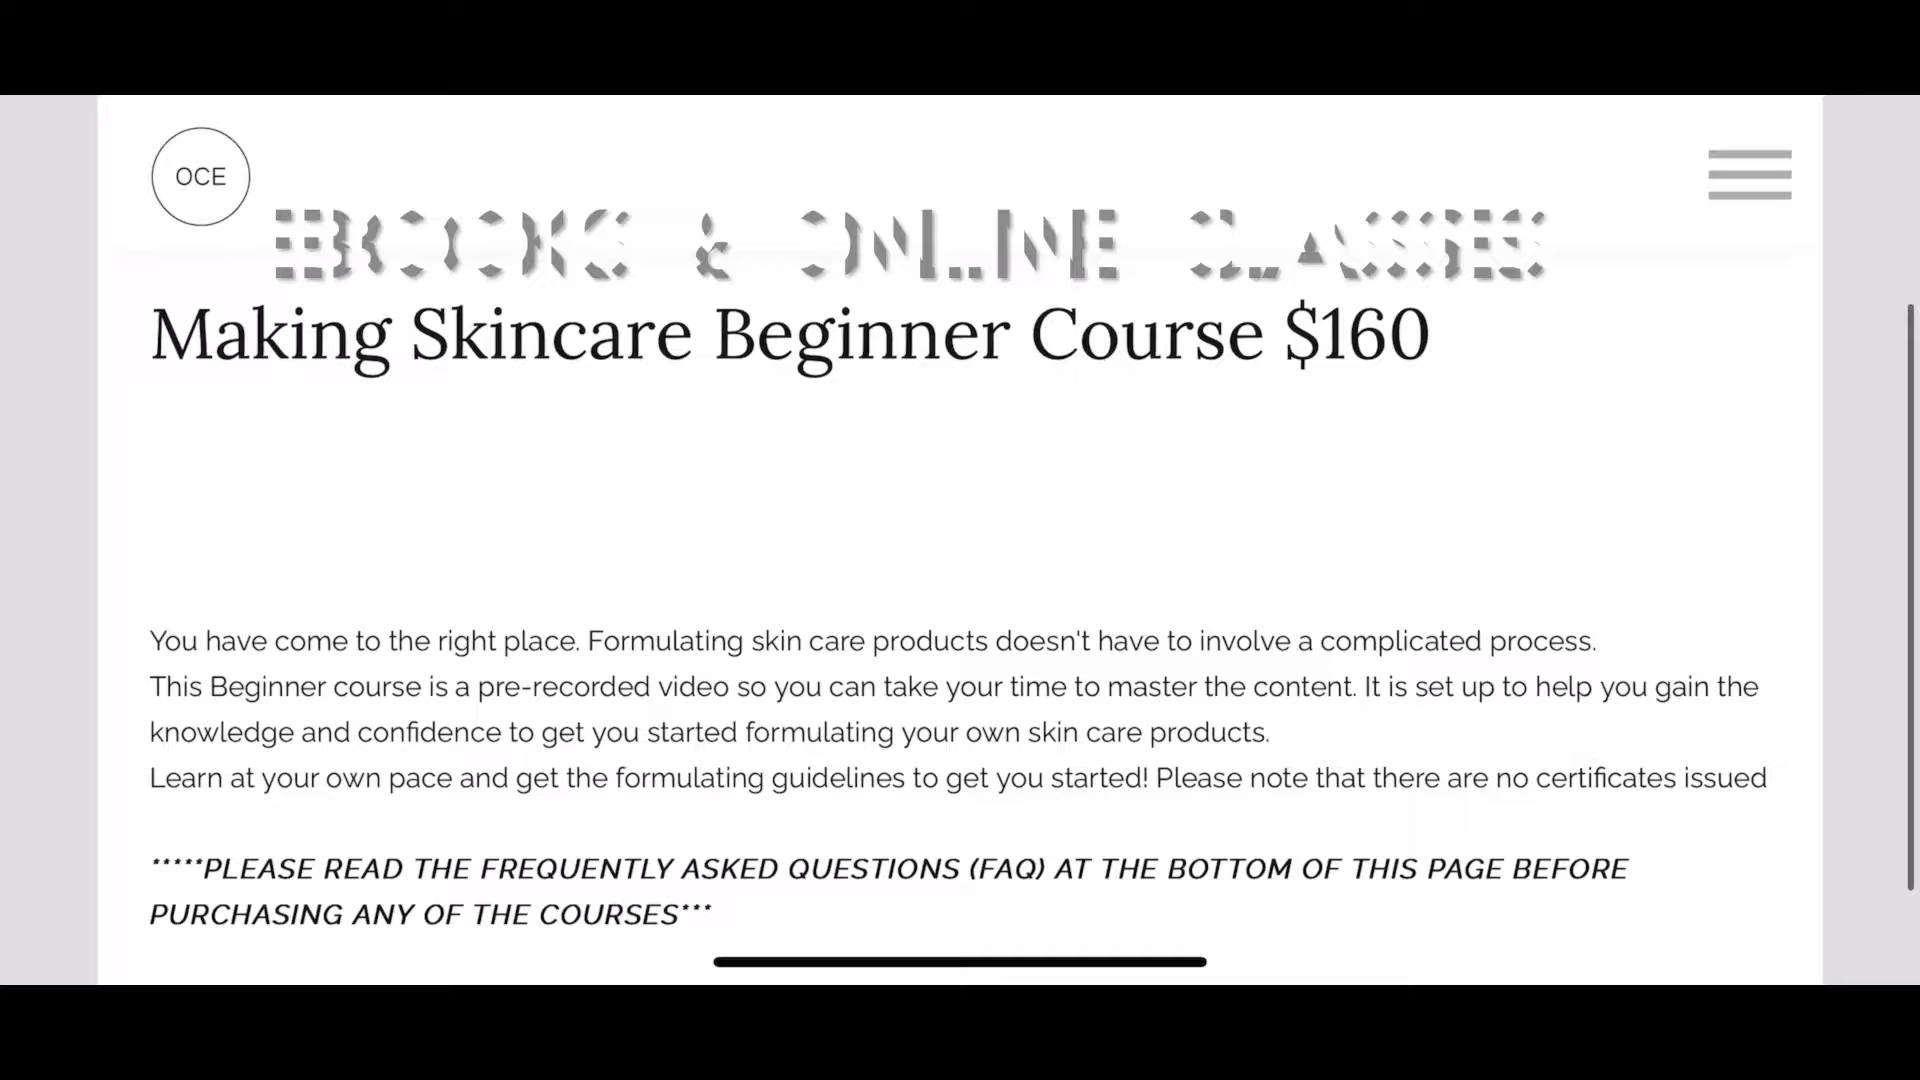 OCE
EBOOKS & ONLINE CLASSES
Making Skincare Beginner Course $160
You have come to the right place. Formulating skin care products doesn't have to involve a complicated process.
This Beginner course is a pre-recorded video so you can take your time to master the content. It is set up to help you gain the
knowledge and confidence to get you started formulating your own skin care products.
Learn at your own pace and get the formulating guidelines to get you started! Please note that there are no certificates issued
*****PLEASE READ THE FREQUENTLY ASKED QUESTIONS (FAQ) AT THE BOTTOM OF THIS PAGE BEFORE
PURCHASING ANY OF THE COURSES***